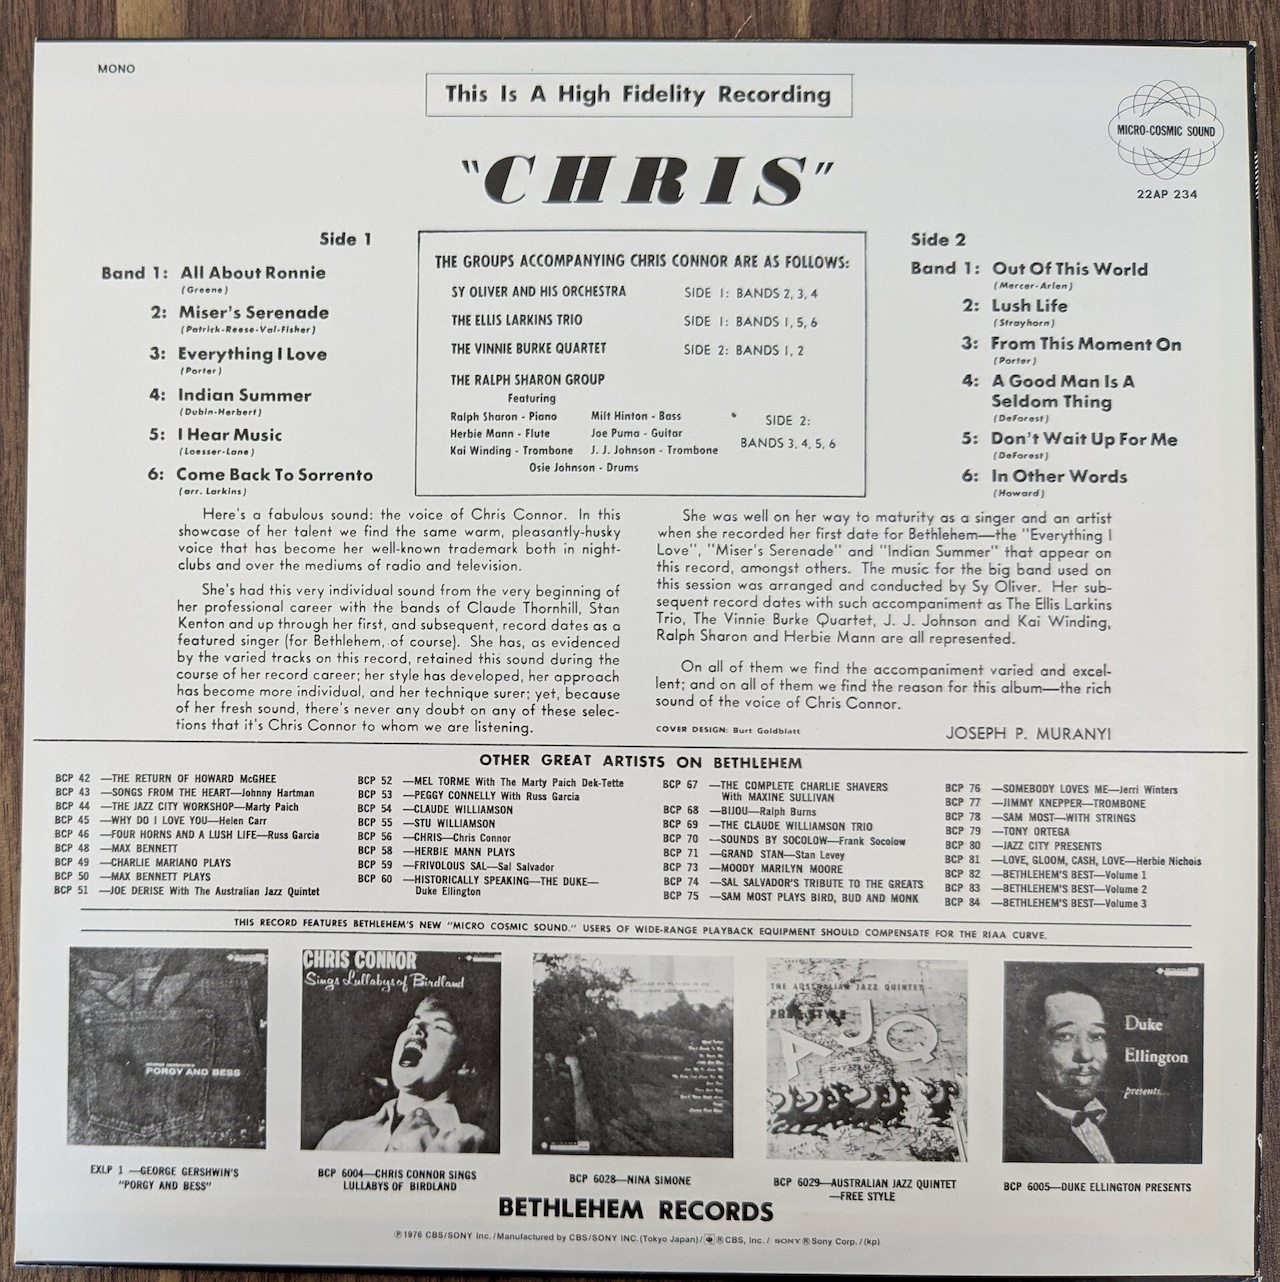 MONO
This Is A High Fidelity Recording
MICRO-COSMIC SOUND
22AP 234
"CHRIS"
Side 1
Band 1: All About Ronnie
(Greene)
2: Miser's Serenade
(Patrick-Reese-Val-Fisher)
3: Everything I Love
(Porter)
4: Indian Summer
(Dubin-Herbert)
5: I Hear Music
(Loesser-Lane)
6: Come Back To Sorrento
(arr. Larkins)
THE GROUPS ACCOMPANYING CHRIS CONNOR ARE AS FOLLOWS:
SY OLIVER AND HIS ORCHESTRA SIDE 1: BANDS 2, 3, 4
THE ELLIS LARKINS TRIO SIDE 1: BANDS 1, 5, 6
THE VINNIE BURKE QUARTET SIDE 2: BANDS 1, 2
THE RALPH SHARON GROUP
Featuring
Ralph Sharon - Piano Milt Hinton - Bass
Herbie Mann - Flute Joe Puma - Guitar
Kai Winding - Trombone J. J. Johnson - Trombone
Osie Johnson - Drums
SIDE 2:
BANDS 3, 4, 5, 6
Side 2
Band 1: Out Of This World
(Mercer-Arlen)
2: Lush Life
(Strayhorn)
3: From This Moment On
(Porter)
4: A Good Man Is A
Seldom Thing
(DeForest)
5: Don't Wait Up For Me
(DeForest)
6: In Other Words
(Howard)
Here's a fabulous sound: the voice of Chris Connor. In this
showcase of her talent we find the same warm, pleasantly-husky
voice that has become her well-known trademark both in night-
clubs and over the mediums of radio and television.
She's had this very individual sound from the very beginning of
her professional career with the bands of Claude Thornhill, Stan
Kenton and up through her first, and subsequent, record dates as a
featured singer (for Bethlehem, of course). She has, as evidenced
by the varied tracks on this record, retained this sound during the
course of her record career; her style has developed, her approach
has become more individual, and her technique surer; yet, because
of her fresh sound, there's never any doubt on any of these selec-
tions that it's Chris Connor to whom we are listening.
She was well on her way to maturity as a singer and an artist
when she recorded her first date for Bethlehem—the "Everything I
Love", "Miser's Serenade" and "Indian Summer" that appear on
this record, amongst others. The music for the big band used on
this session was arranged and conducted by Sy Oliver. Her sub-
sequent record dates with such accompaniment as The Ellis Larkins
Trio, The Vinnie Burke Quartet, J. J. Johnson and Kai Winding,
Ralph Sharon and Herbie Mann are all represented.
On all of them we find the accompaniment varied and excel-
lent; and on all of them we find the reason for this album—the rich
sound of the voice of Chris Connor.
COVER DESIGN: Burt Goldblatt
JOSEPH P. MURANYI
OTHER GREAT ARTISTS ON BETHLEHEM
BCP 42 —THE RETURN OF HOWARD McGHEE
BCP 43 —SONGS FROM THE HEART—Johnny Hartman
BCP 44 —THE JAZZ CITY WORKSHOP—Marty Paich
BCP 45 —WHY DO I LOVE YOU—Helen Carr
BCP 46 —FOUR HORNS AND A LUSH LIFE—Russ Garcia
BCP 48 —MAX BENNETT
BCP 49 —CHARLIE MARIANO PLAYS
BCP 50 —MAX BENNETT PLAYS
BCP 51 —JOE DERISE With The Australian Jazz Quintet
BCP 52 —MEL TORME With The Marty Paich Dek-Tette
BCP 53 —PEGGY CONNELLY With Russ Garcia
BCP 54 —CLAUDE WILLIAMSON
BCP 55 —STU WILLIAMSON
BCP 56 —CHRIS—Chris Connor
BCP 58 —HERBIE MANN PLAYS
BCP 59 —FRIVOLOUS SAL—Sal Salvador
BCP 60 —HISTORICALLY SPEAKING—THE DUKE—
Duke Ellington
BCP 67 —THE COMPLETE CHARLIE SHAVERS
With MAXINE SULLIVAN
BCP 68 —BIJOU—Ralph Burns
BCP 69 —THE CLAUDE WILLIAMSON TRIO
BCP 70 —SOUNDS BY SOCOLOW—Frank Socolow
BCP 71 —GRAND STAN—Stan Levey
BCP 73 —MOODY MARILYN MOORE
BCP 74 —SAL SALVADOR'S TRIBUTE TO THE GREATS
BCP 75 —SAM MOST PLAYS BIRD, BUD AND MONK
BCP 76 —SOMEBODY LOVES ME—Jerri Winters
BCP 77 —JIMMY KNEPPER—TROMBONE
BCP 78 —SAM MOST—WITH STRINGS
BCP 79 —TONY ORTEGA
BCP 80 —JAZZ CITY PRESENTS
BCP 81 —LOVE, GLOOM, CASH, LOVE—Herbie Nichols
BCP 82 —BETHLEHEM'S BEST—Volume 1
BCP 83 —BETHLEHEM'S BEST—Volume 2
BCP 84 —BETHLEHEM'S BEST—Volume 3
THIS RECORD FEATURES BETHLEHEM'S NEW "MICRO COSMIC SOUND." USERS OF WIDE-RANGE PLAYBACK EQUIPMENT SHOULD COMPENSATE FOR THE RIAA CURVE.
PORGY AND BESS
CHRIS CONNOR
Sings Lullabys of Birdland
THE AUSTRALIAN JAZZ QUINTET
FREE STYLE
AJQ
Duke
Ellington
presents...
EXLP 1 —GEORGE GERSHWIN'S
"PORGY AND BESS"
BCP 6004—CHRIS CONNOR SINGS
LULLABYS OF BIRDLAND
BCP 6028—NINA SIMONE
BCP 6029—AUSTRALIAN JAZZ QUINTET
—FREE STYLE
BCP 6005—DUKE ELLINGTON PRESENTS
BETHLEHEM RECORDS
℗1976 CBS/SONY Inc./Manufactured by CBS/SONY INC.(Tokyo Japan)/®CBS, Inc./ SONY® Sony Corp./(kp)